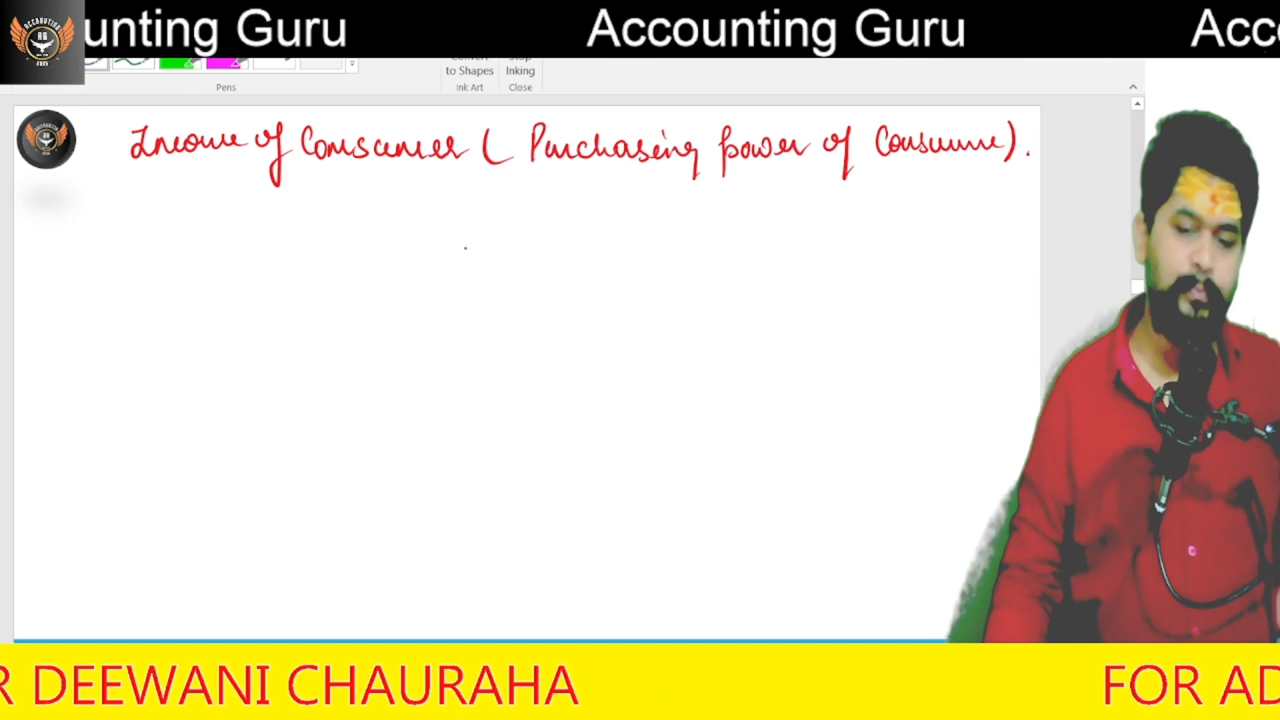 unting Guru Accounting Guru Acc
to Shapes Inking
Pens Ink Art Close
Income of Consumer ( Purchasing power of Consume).
R DEEWANI CHAURAHA FOR AD